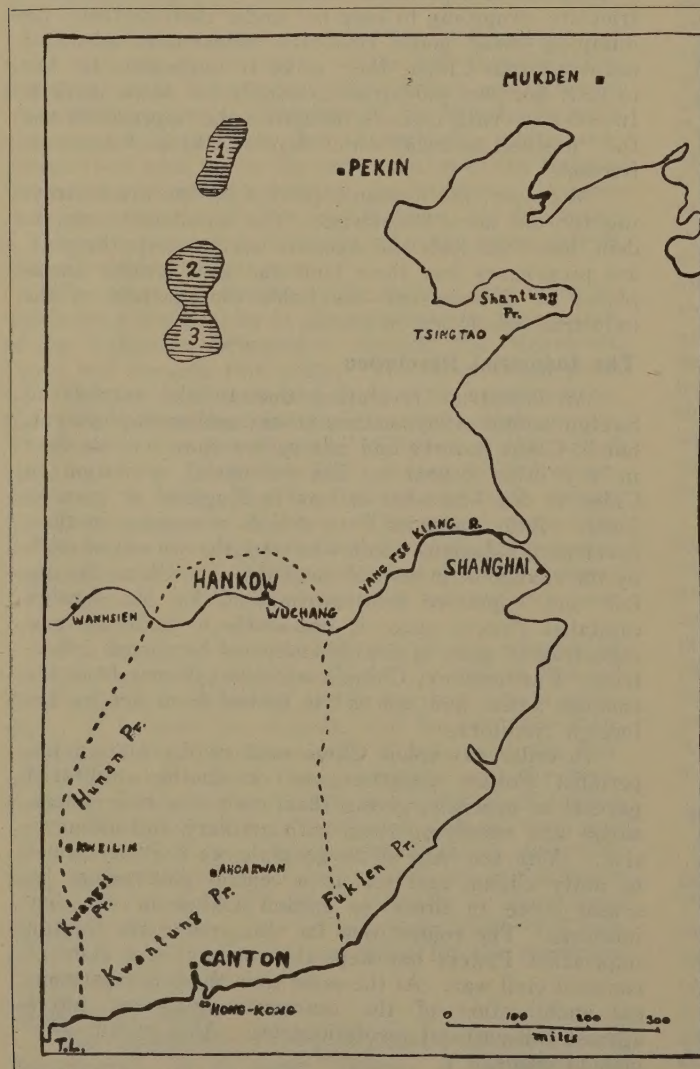 MUKDEN
1
PEKIN
2
Shantung
Pr.
3
TSINGTAO
YANG TSE KIANG R.
SHANGHAI
HANKOW
WANHSIEN
WUCHANG
Hunan Pr.
KWEILIN
Kwangsi
Pr.
Kwantung Pr.
Fukien Pr.
CANTON
HONG-KONG
0 100 200 300
miles
T.L.